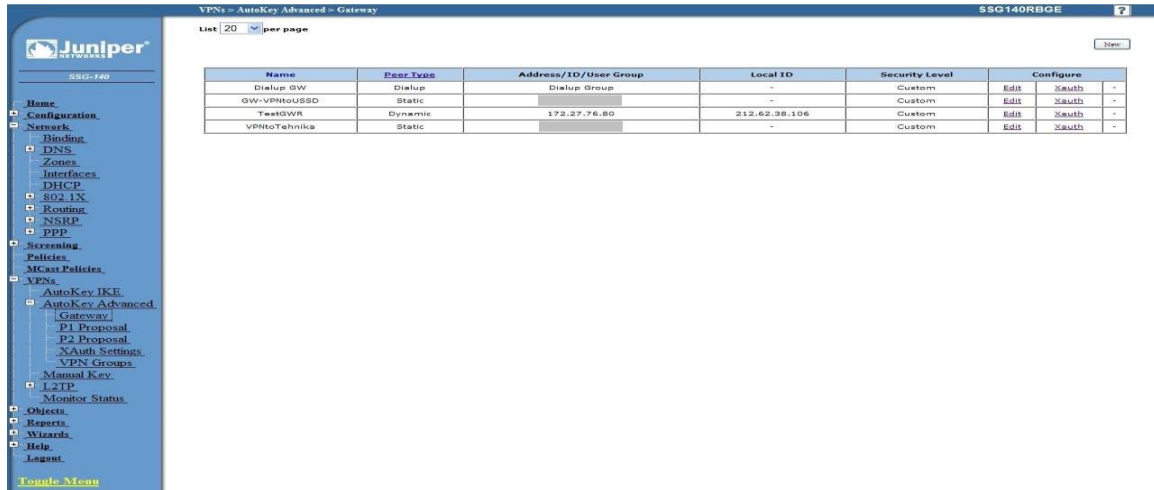 VPNs > AutoKey Advanced > Gateway
SSG140RBGE
?
List 20 per page
New
Juniper
NETWORKS
SSG-140
Home
Configuration
Network
Binding
DNS
Zones
Interfaces
DHCP
802.1X
Routing
NSRP
PPP
Screening
Policies
MCast Policies
VPNs
AutoKey IKE
AutoKey Advanced
Gateway
P1 Proposal
P2 Proposal
XAuth Settings
VPN Groups
Manual Key
L2TP
Monitor Status
Objects
Reports
Wizards
Help
Logout
Toggle Menu
Name Peer Type Address/ID/User Group Local ID Security Level Configure
Dialup GW Dialup Dialup Group - Custom Edit Xauth -
GW-VPNtoUSSD Static - Custom Edit Xauth -
TestGWR Dynamic 172.27.76.80 212.62.38.106 Custom Edit Xauth -
VPNtoTehnika Static - Custom Edit Xauth -